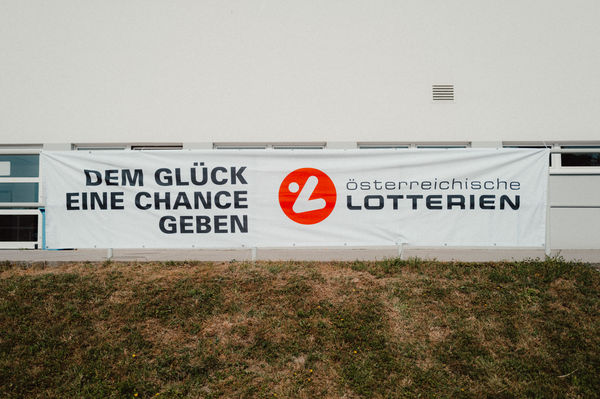 DEM GLÜCK
EINE CHANCE
GEBEN
österreichische
LOTTERIEN